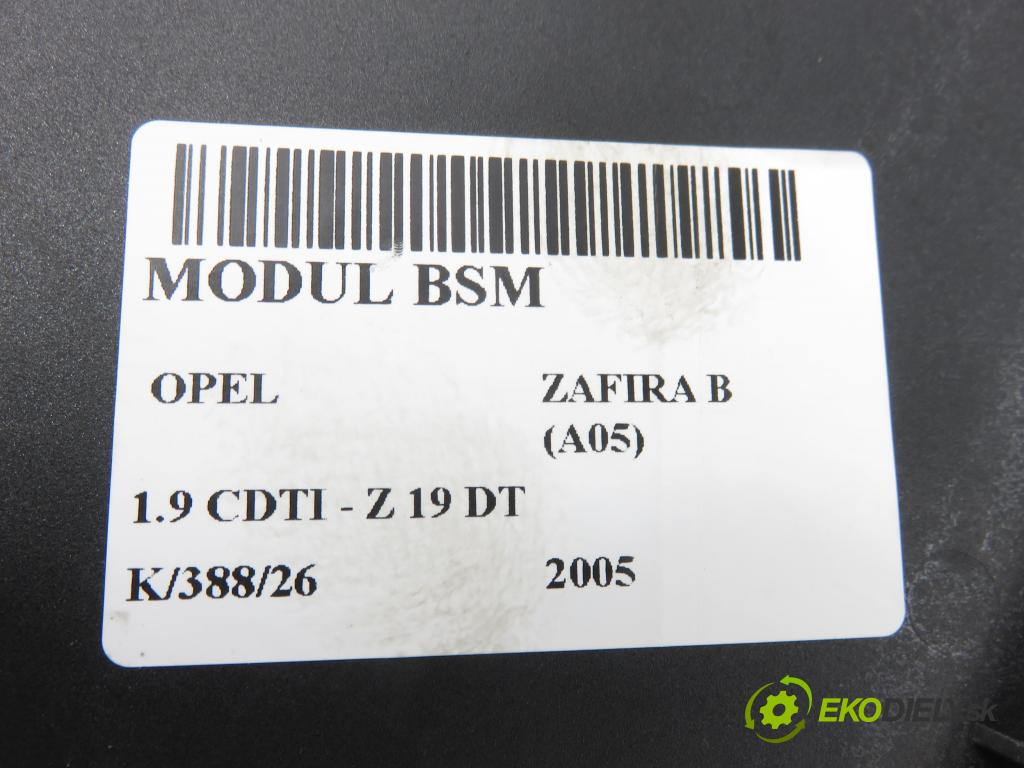 MODUL BSM
OPEL ZAFIRA B
(A05)
1.9 CDTI - Z 19 DT
K/388/26 2005
EKODIELY.sk